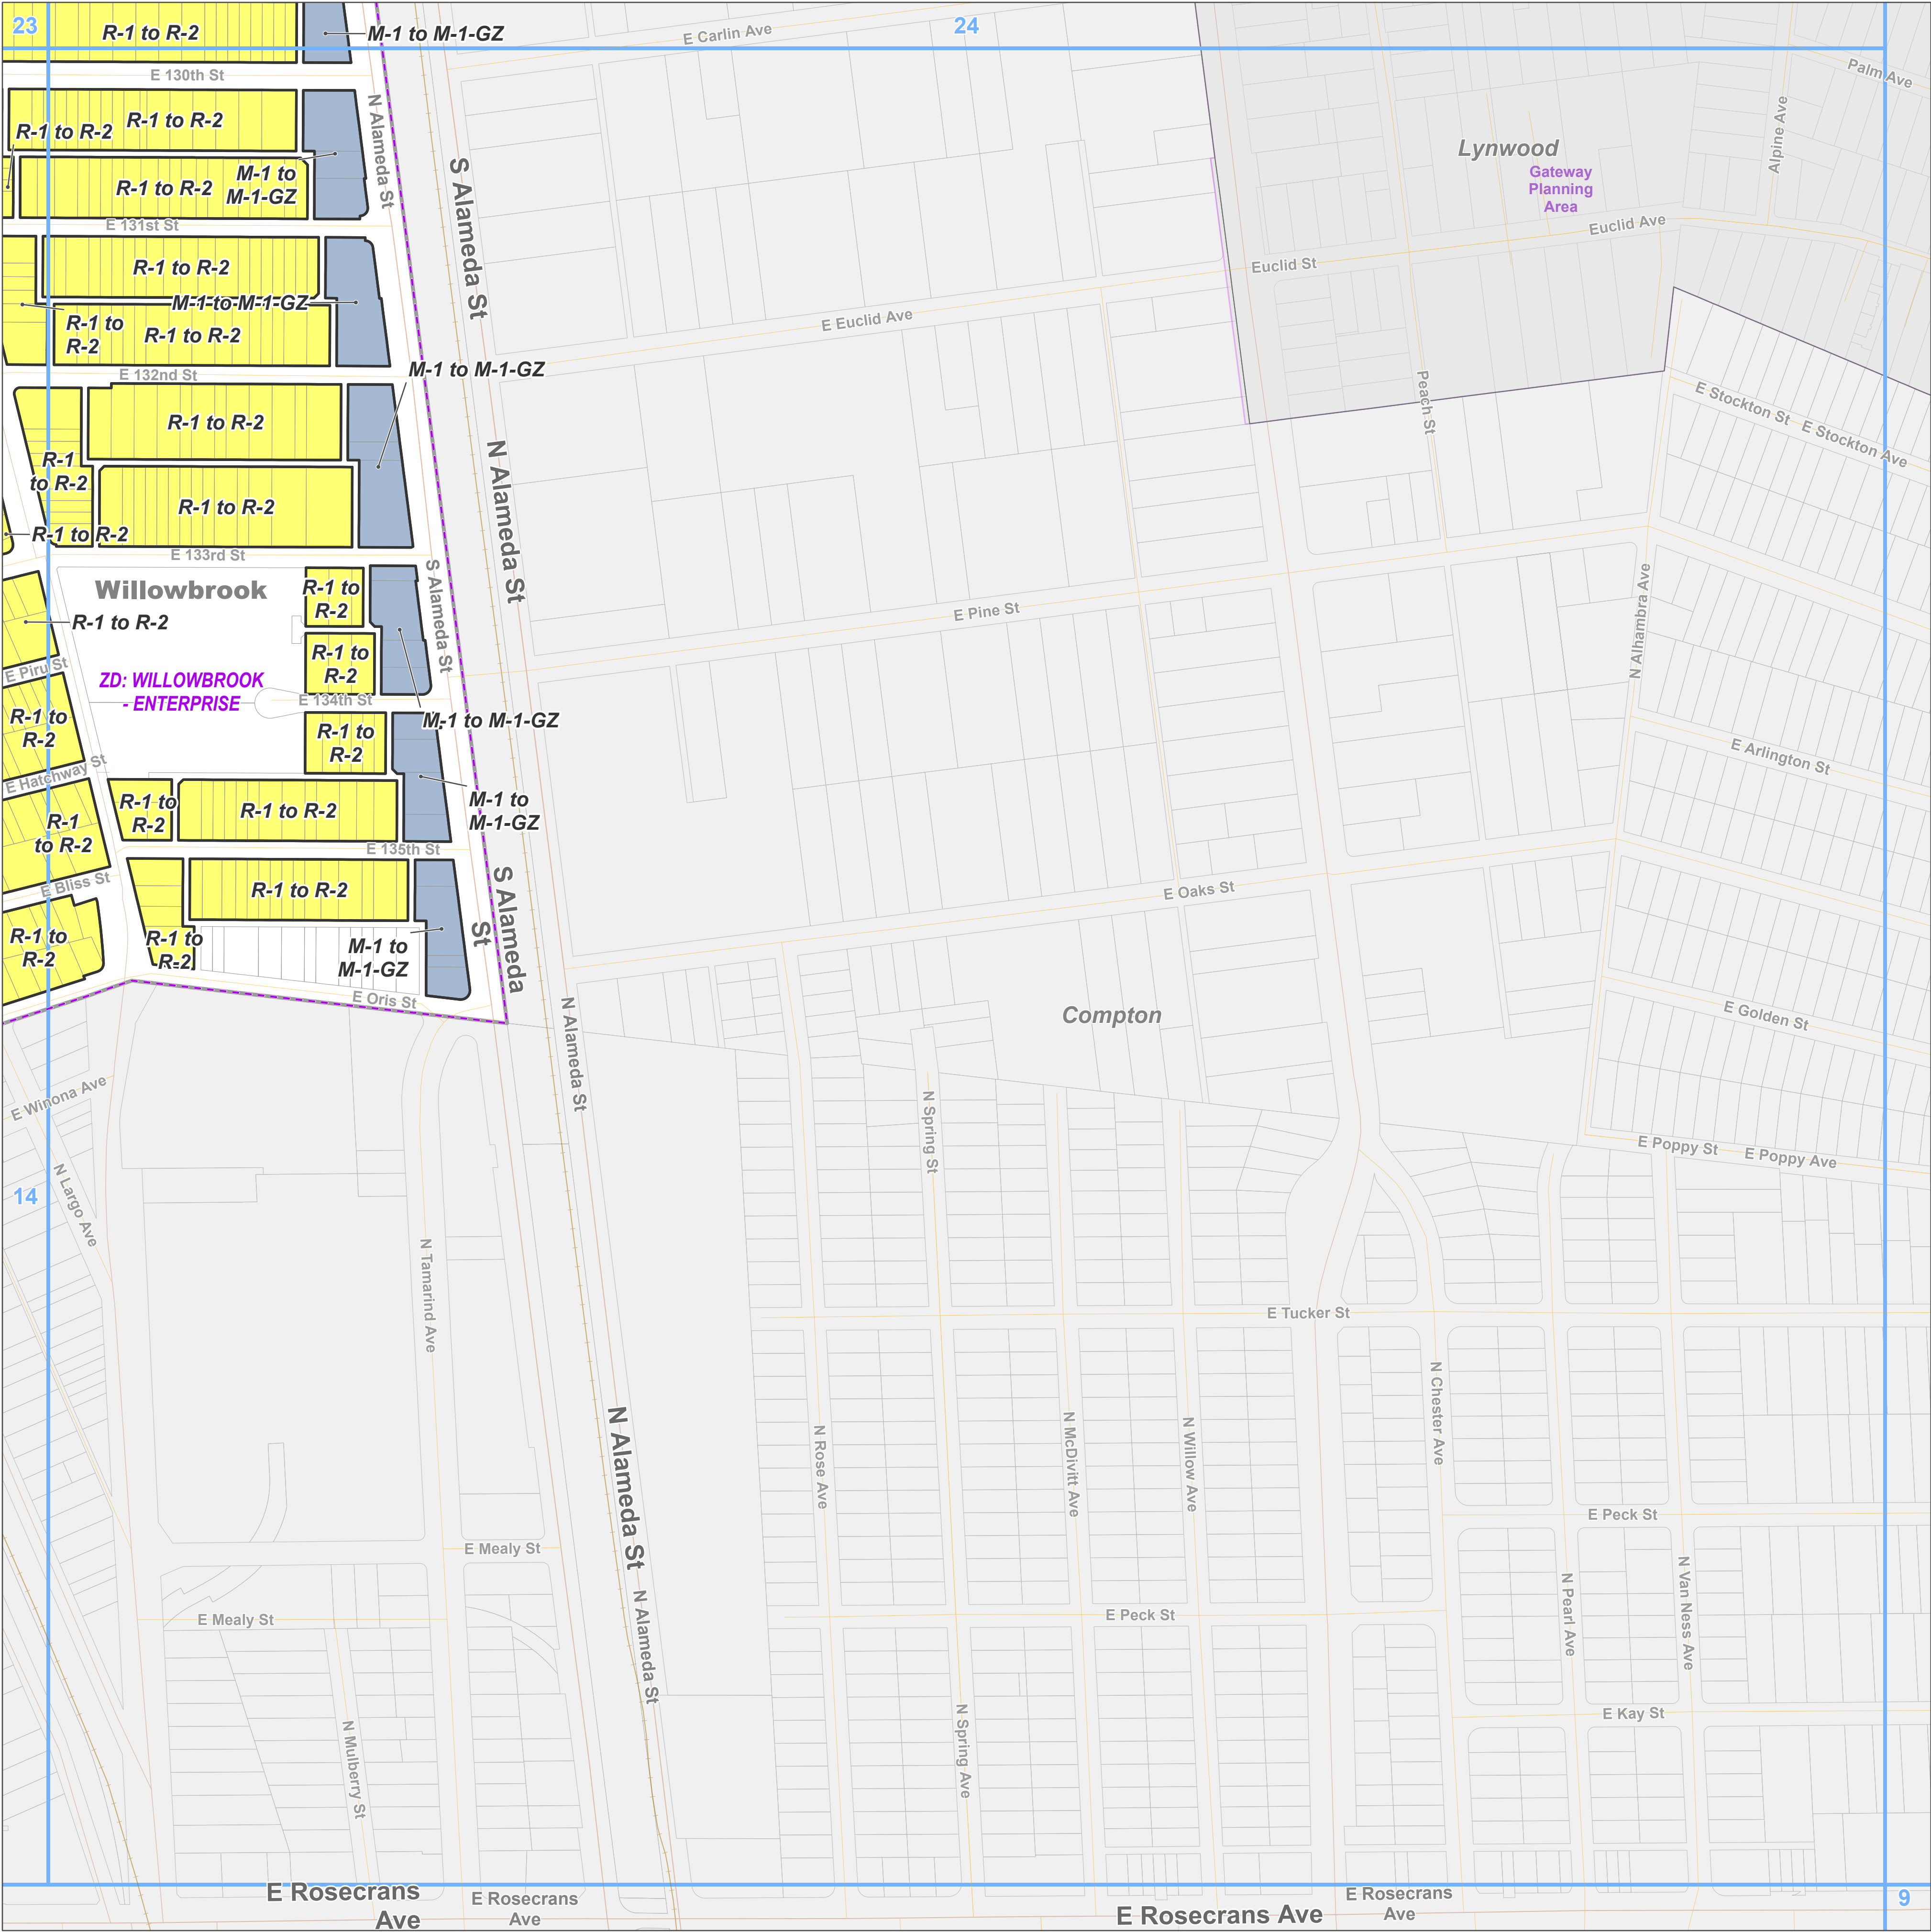 23
24
R-1 to R-2
M-1 to M-1-GZ
E Carlin Ave
E 130th St
Palm Ave
N Alameda St
R-1 to R-2
R-1 to R-2
Alpine Ave
Lynwood
Gateway
Planning
Area
M-1 to
M-1-GZ
R-1 to R-2
S Alameda St
E 131st St
Euclid Ave
Euclid St
R-1 to R-2
M-1 to M-1-GZ
R-1 to
R-2
R-1 to R-2
E Euclid Ave
E 132nd St
M-1 to M-1-GZ
Peach St
E Stockton St
E Stockton Ave
R-1 to R-2
R-1
to R-2
N Alameda St
R-1 to R-2
R-1 to R-2
E 133rd St
Willowbrook
R-1 to
R-2
S Alameda St
N Alhambra Ave
E Pine St
R-1 to R-2
R-1 to
R-2
E Piru St
ZD: WILLOWBROOK
- ENTERPRISE
E 134th St
R-1 to
R-2
M-1 to M-1-GZ
R-1 to
R-2
E Arlington St
E Hatchway St
R-1 to
R-2
R-1 to R-2
M-1 to
M-1-GZ
R-1
to R-2
E 135th St
E Bliss St
R-1 to R-2
E Oaks St
S Alameda
St
R-1 to
R-2
R-1 to
R-2
M-1 to
M-1-GZ
E Oris St
N Alameda St
Compton
E Golden St
E Winona Ave
N Spring St
E Poppy St
E Poppy Ave
14
N Largo Ave
N Tamarind Ave
E Tucker St
N Alameda St
N Rose Ave
N McDivitt Ave
N Willow Ave
N Chester Ave
E Peck St
E Mealy St
E Mealy St
N Alameda St
E Peck St
N Pearl Ave
N Van Ness Ave
N Mulberry St
N Spring Ave
E Kay St
E Rosecrans
Ave
E Rosecrans
Ave
E Rosecrans Ave
E Rosecrans
Ave
9